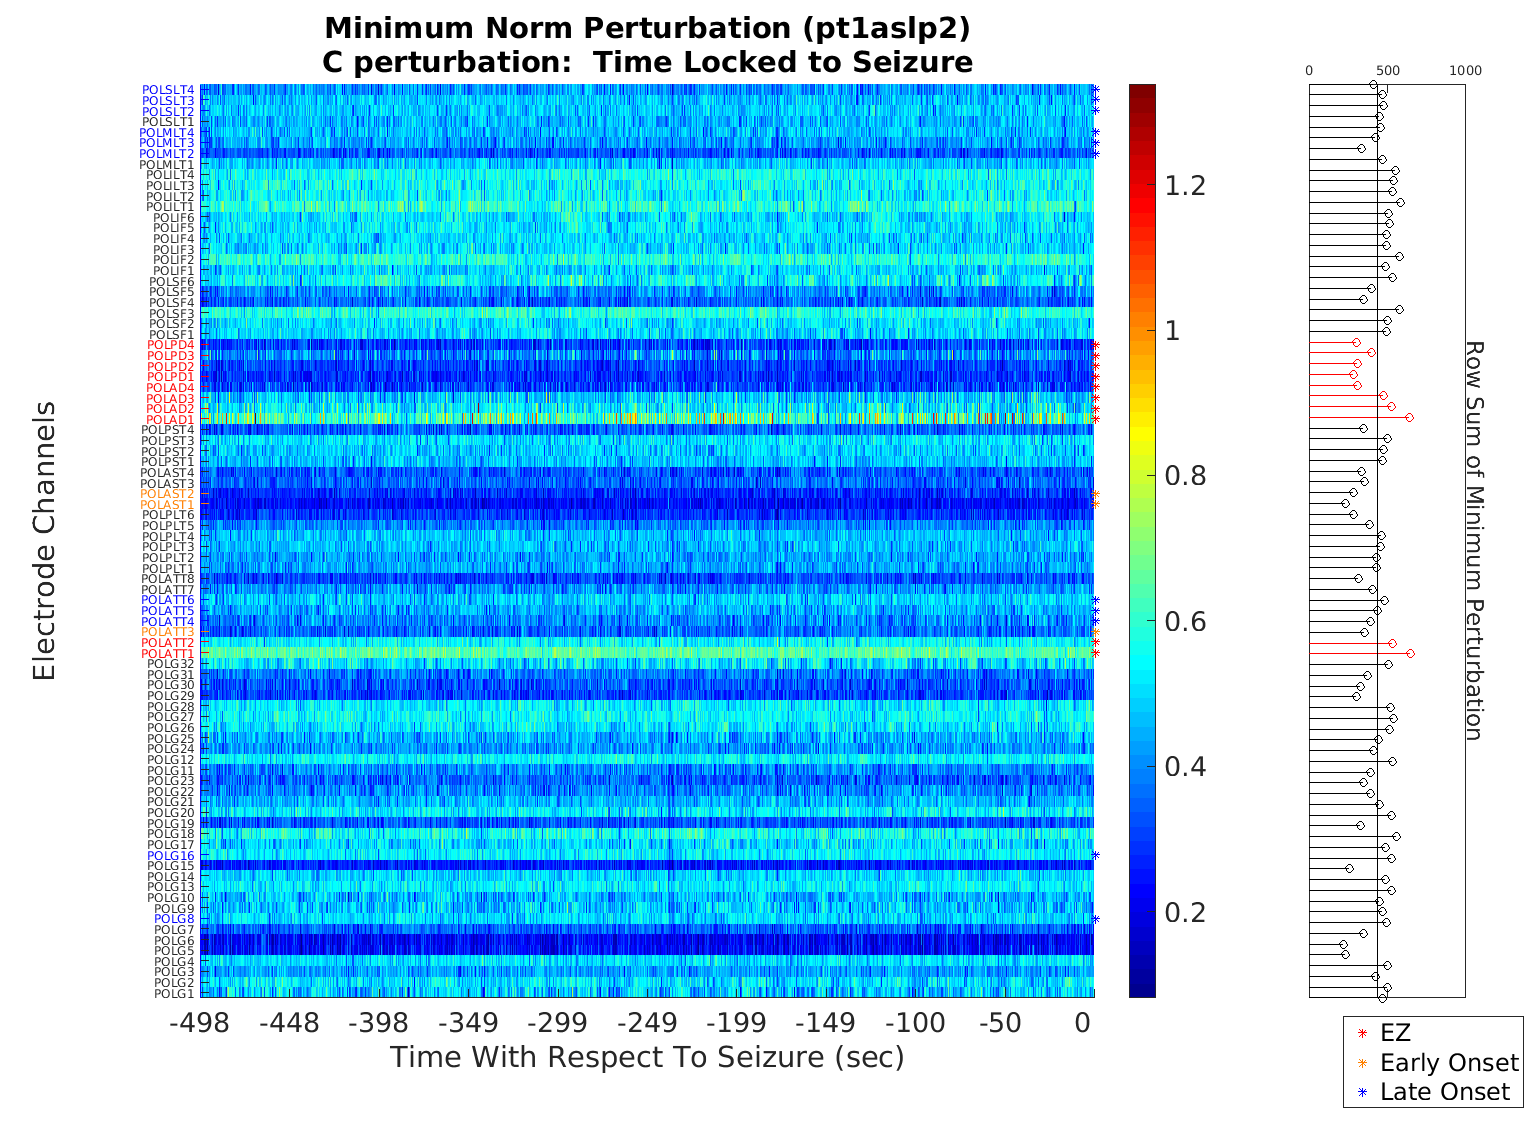 Minimum Norm Perturbation (pt1aslp2)
C perturbation:  Time Locked to Seizure
Electrode Channels
POLSLT4
POLSLT3
POLSLT2
POLSLT1
POLMLT4
POLMLT3
POLMLT2
POLMLT1
POLILT4
POLILT3
POLILT2
POLILT1
POLIF6
POLIF5
POLIF4
POLIF3
POLIF2
POLIF1
POLSF6
POLSF5
POLSF4
POLSF3
POLSF2
POLSF1
POLPD4
POLPD3
POLPD2
POLPD1
POLAD4
POLAD3
POLAD2
POLAD1
POLPST4
POLPST3
POLPST2
POLPST1
POLAST4
POLAST3
POLAST2
POLAST1
POLPLT6
POLPLT5
POLPLT4
POLPLT3
POLPLT2
POLPLT1
POLATT8
POLATT7
POLATT6
POLATT5
POLATT4
POLATT3
POLATT2
POLATT1
POLG32
POLG31
POLG30
POLG29
POLG28
POLG27
POLG26
POLG25
POLG24
POLG12
POLG11
POLG23
POLG22
POLG21
POLG20
POLG19
POLG18
POLG17
POLG16
POLG15
POLG14
POLG13
POLG10
POLG9
POLG8
POLG7
POLG6
POLG5
POLG4
POLG3
POLG2
POLG1
-498 -448 -398 -349 -299 -249 -199 -149 -100 -50 0
Time With Respect To Seizure (sec)
1.2
1
0.8
0.6
0.4
0.2
0 500 1000
Row Sum of Minimum Perturbation
EZ
Early Onset
Late Onset